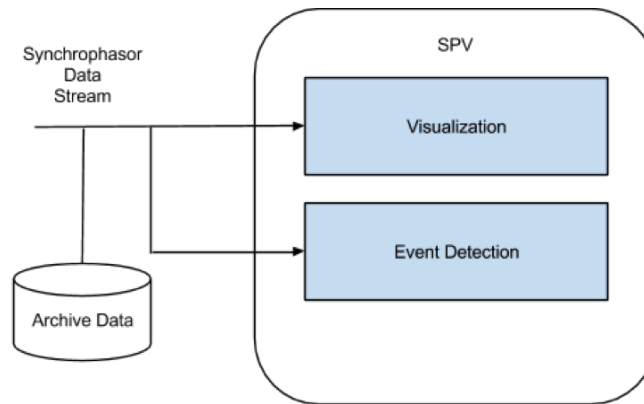 Synchrophasor
Data
Stream
SPV
Visualization
Event Detection
Archive Data